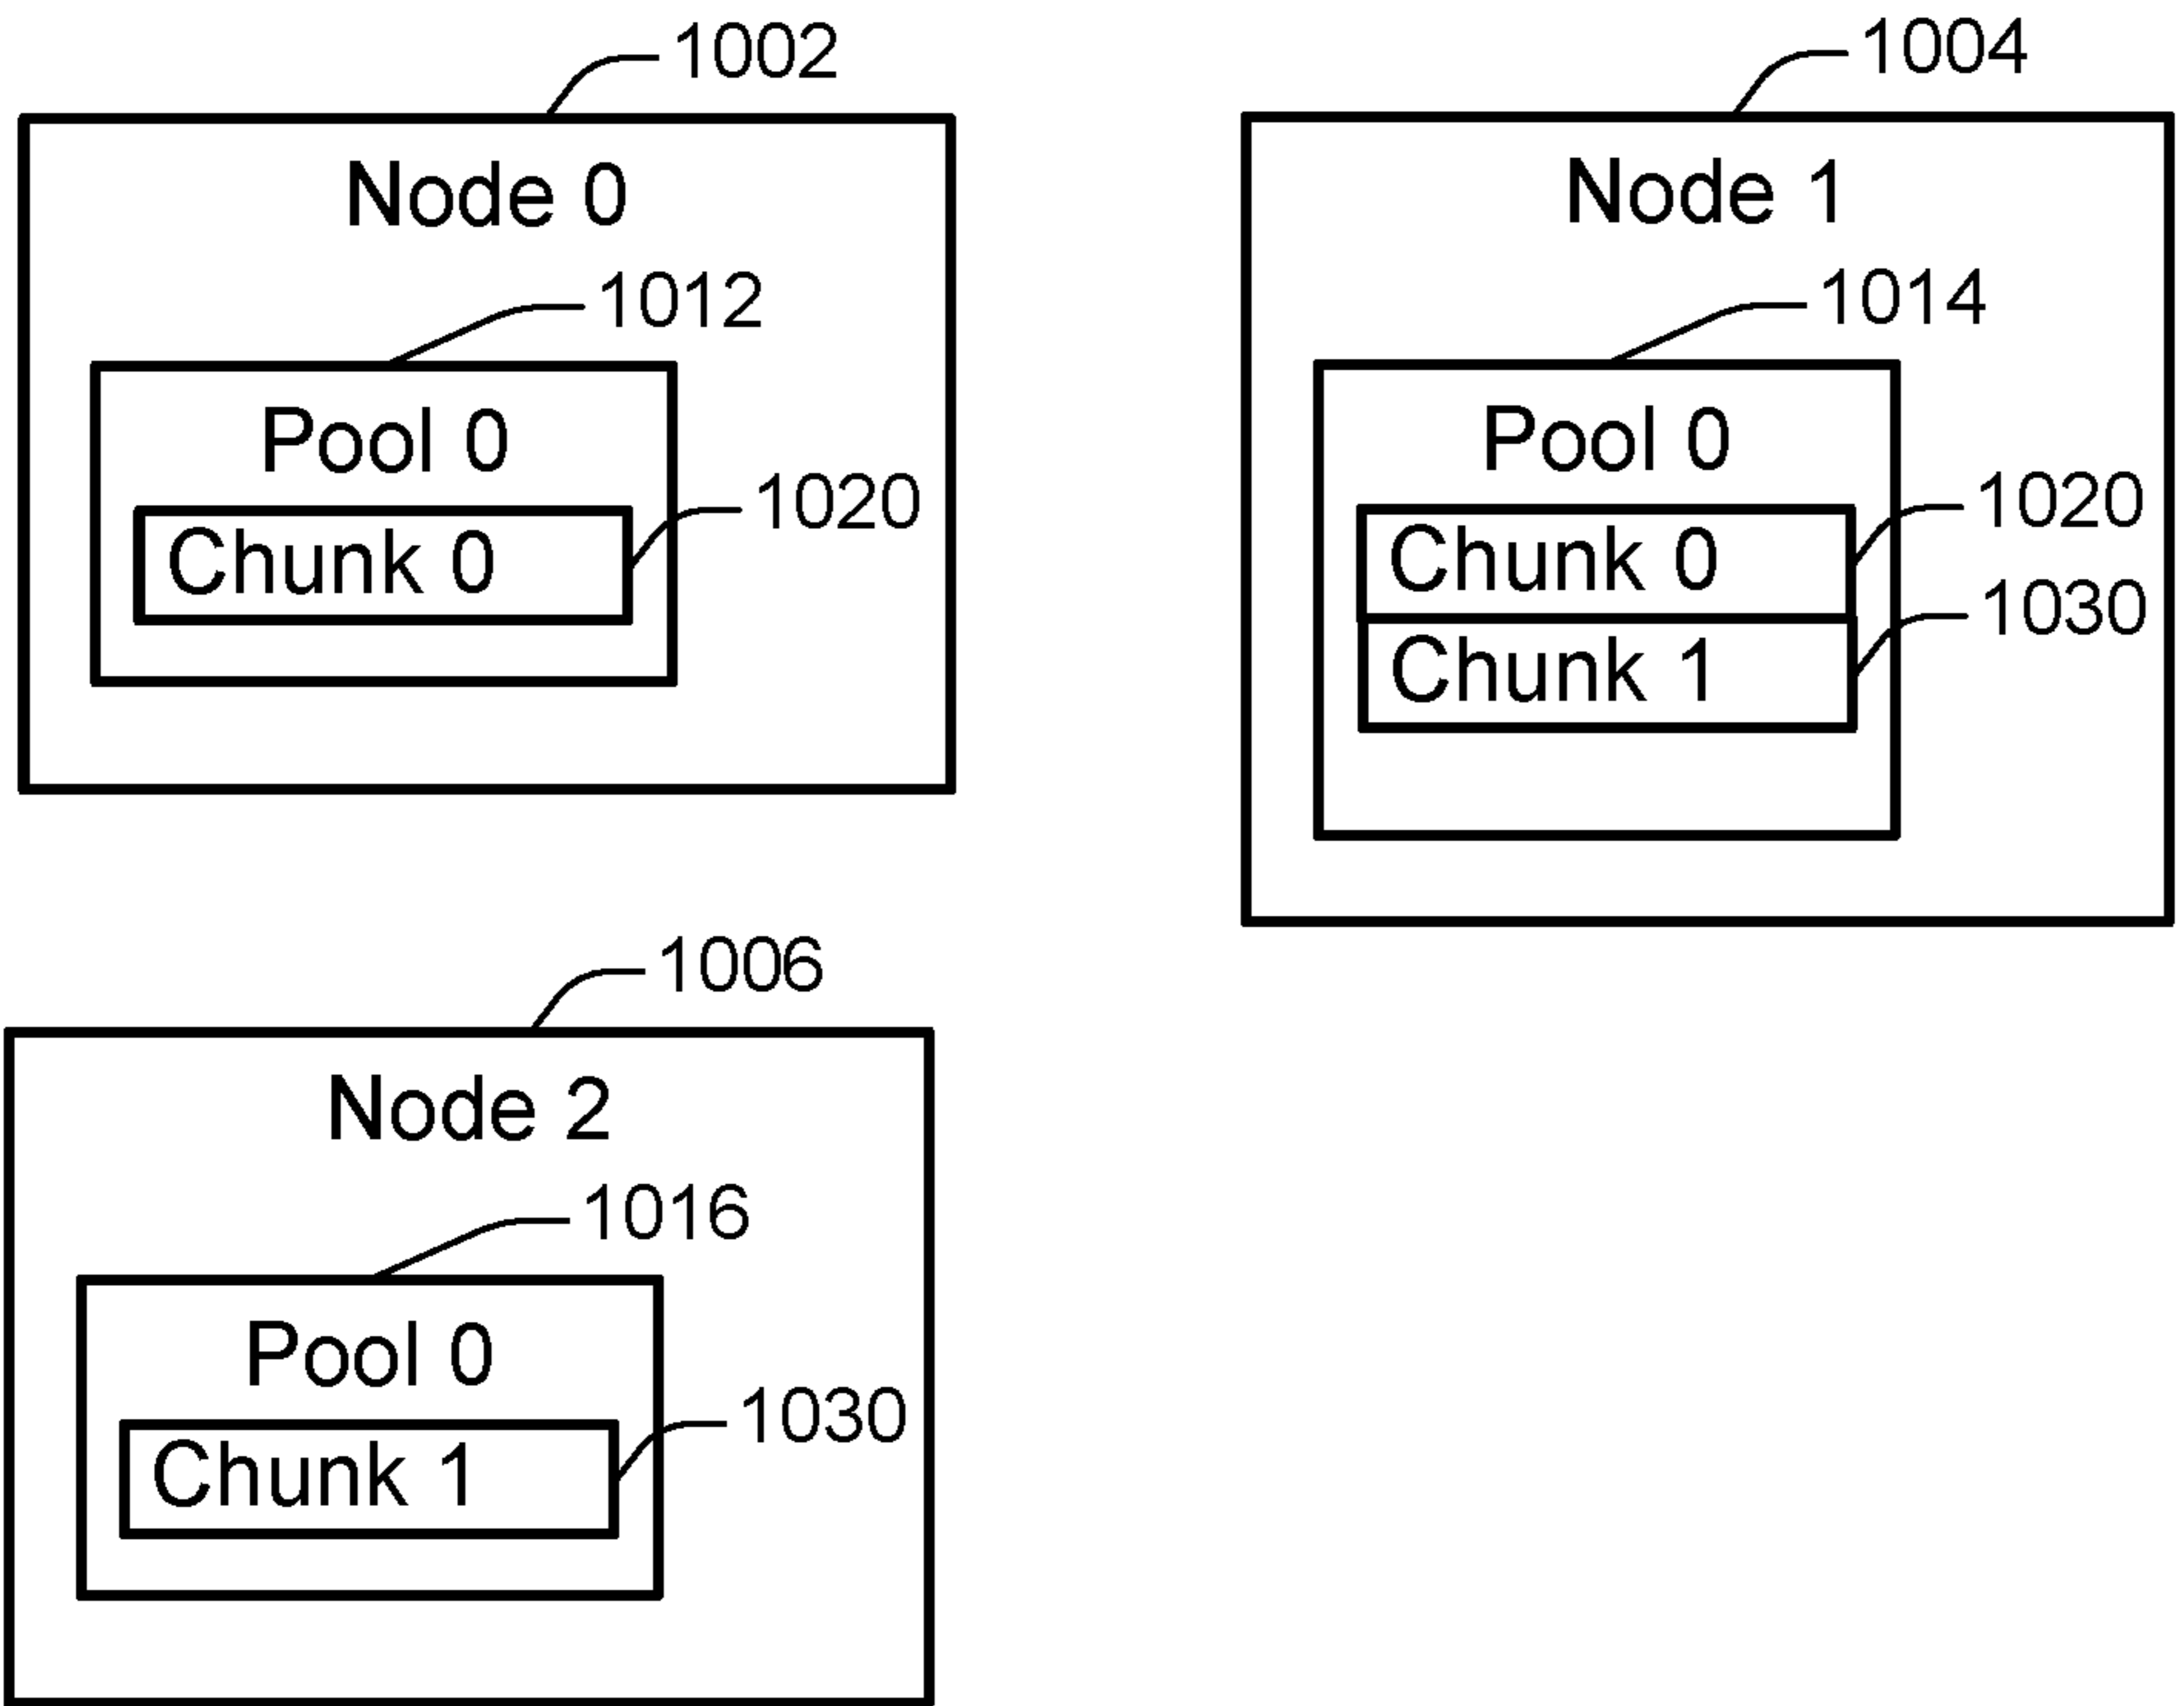 1002
Node 0
1012
Pool 0
1020
Chunk 0
1004
Node 1
1014
Pool 0
1020
Chunk 0
1030
Chunk 1
1006
Node 2
1016
Pool 0
1030
Chunk 1